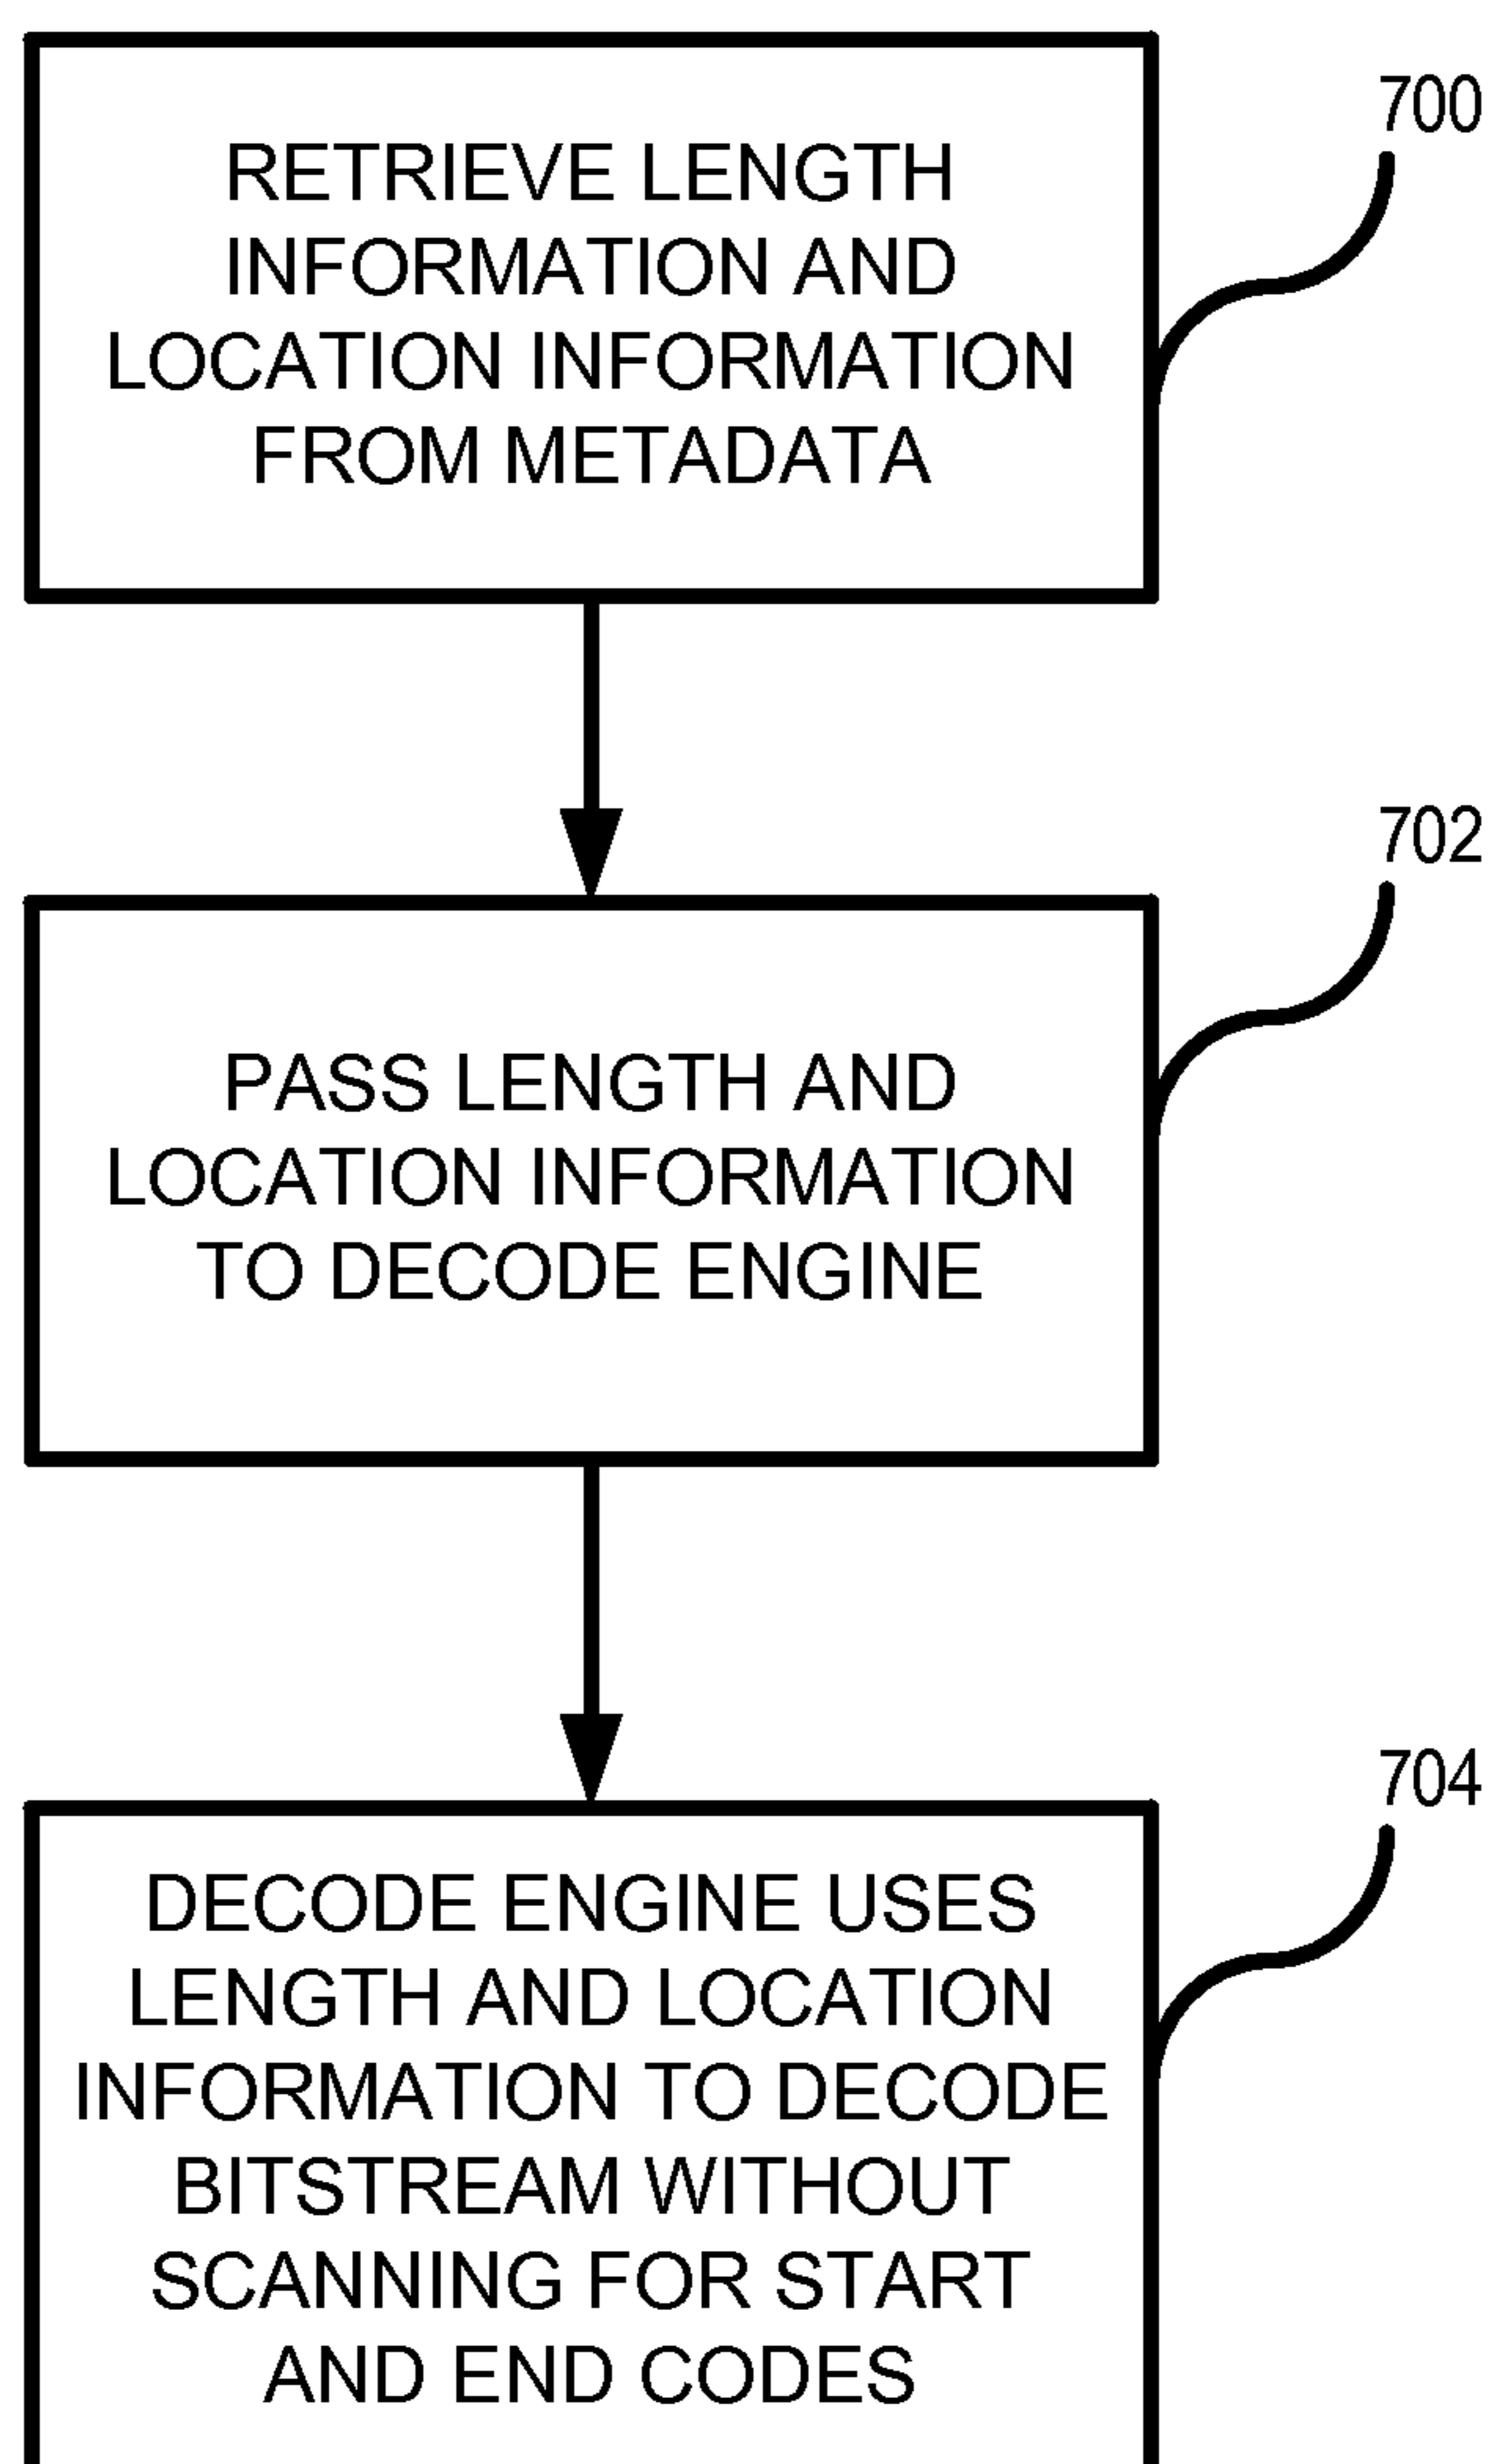 700
RETRIEVE LENGTH
INFORMATION AND
LOCATION INFORMATION
FROM METADATA
702
PASS LENGTH AND
LOCATION INFORMATION
TO DECODE ENGINE
704
DECODE ENGINE USES
LENGTH AND LOCATION
INFORMATION TO DECODE
BITSTREAM WITHOUT
SCANNING FOR START
AND END CODES